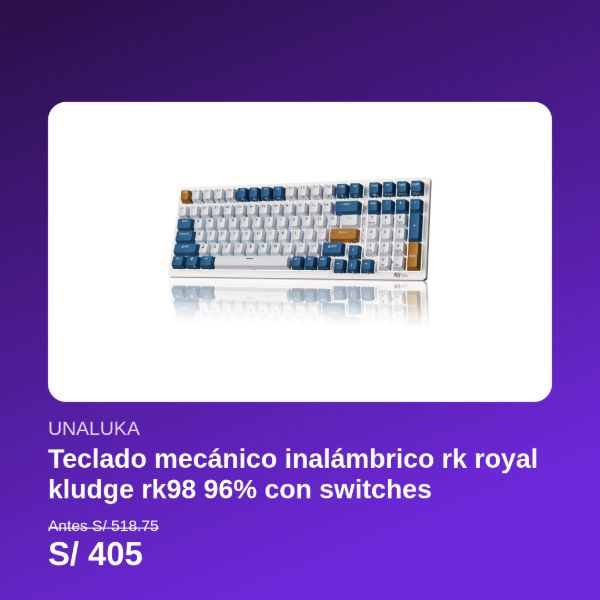 UNALUKA
Teclado mecánico inalámbrico rk royal
kludge rk98 96% con switches
Antes S/ 518.75
S/ 405